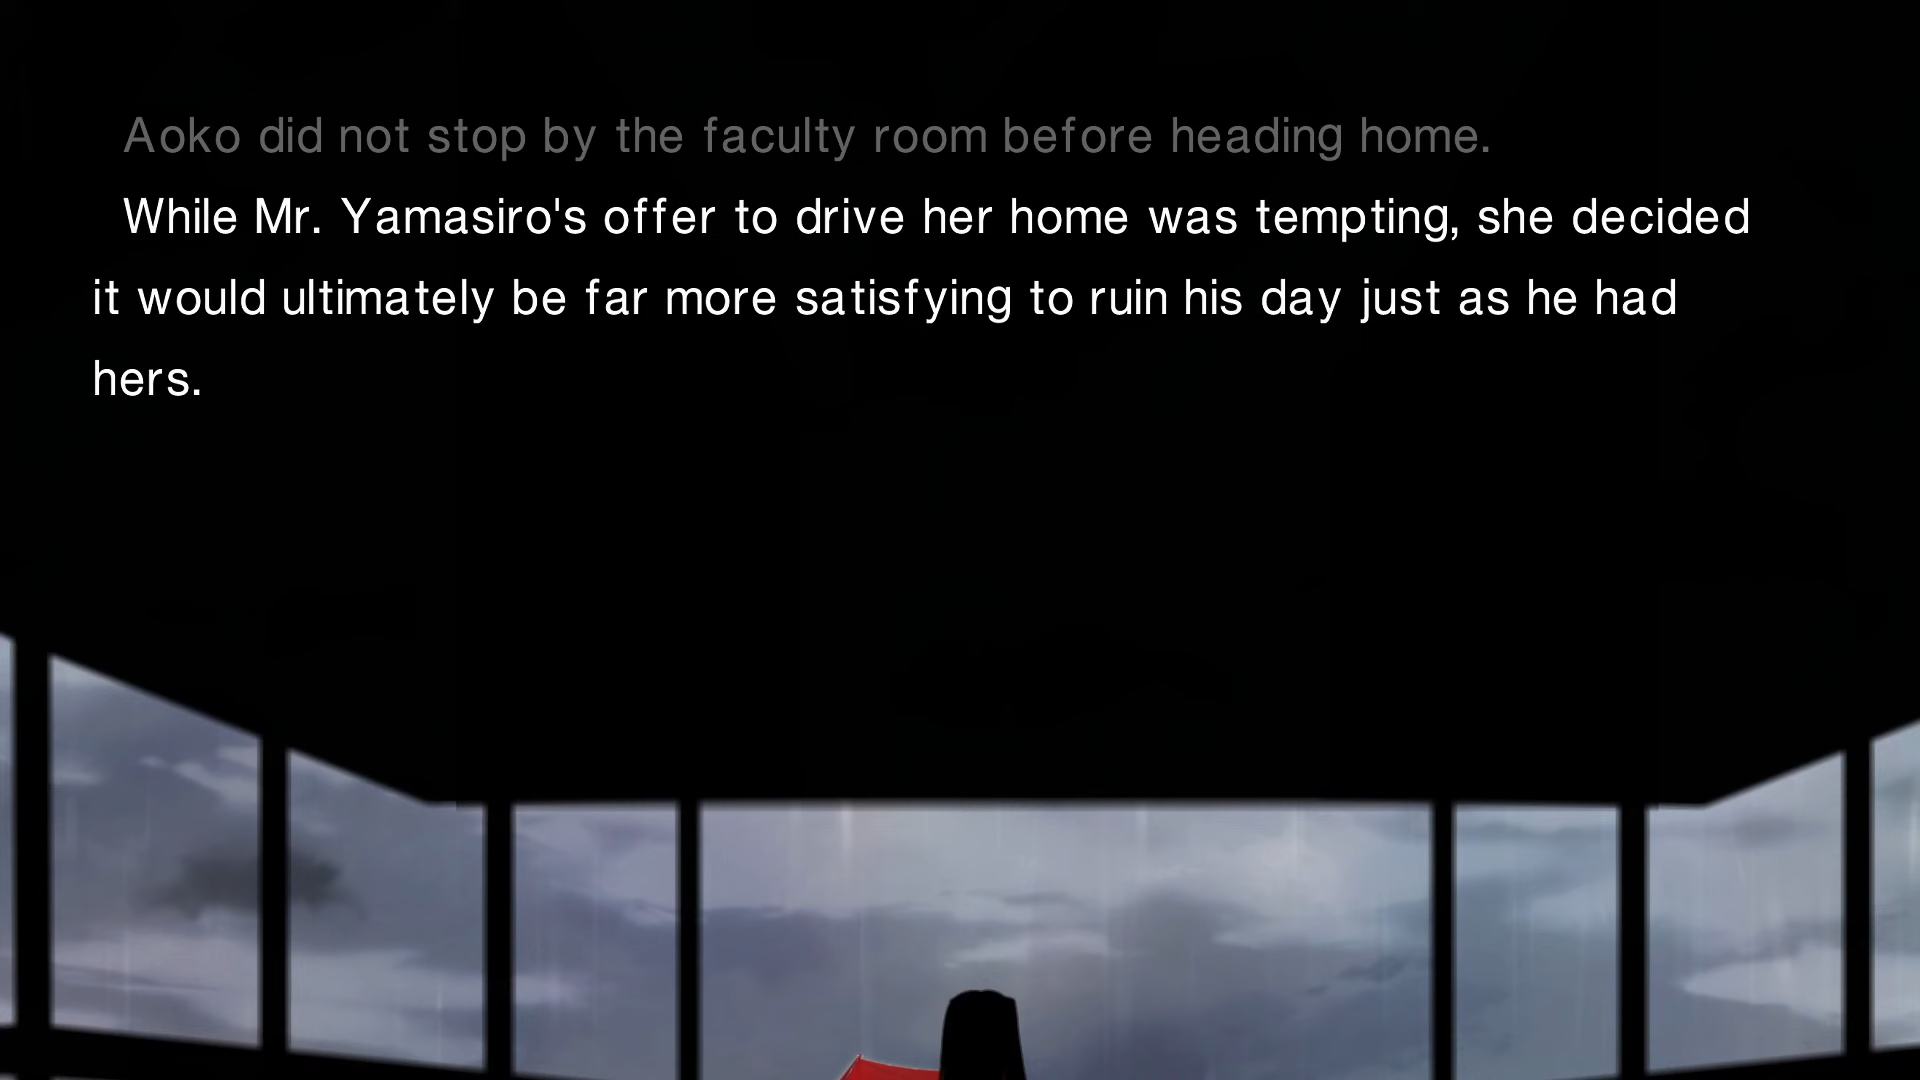 Aoko did not stop by the faculty room before heading home.
While Mr. Yamasiro's offer to drive her home was tempting, she decided
it would ultimately be far more satisfying to ruin his day just as he had
hers.